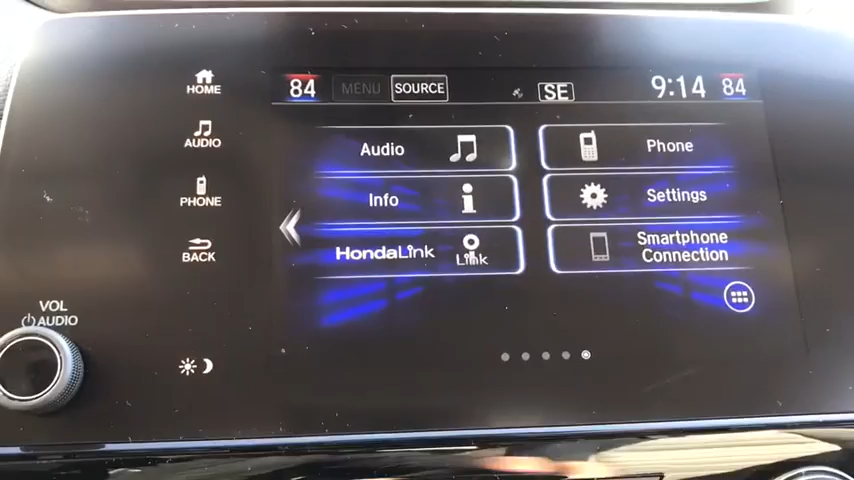 HOME
AUDIO
PHONE
BACK
VOL
AUDIO
84 MENU SOURCE SE 9:14 84
Audio
Phone
Info
Settings
HondaLink
Link
Smartphone
Connection